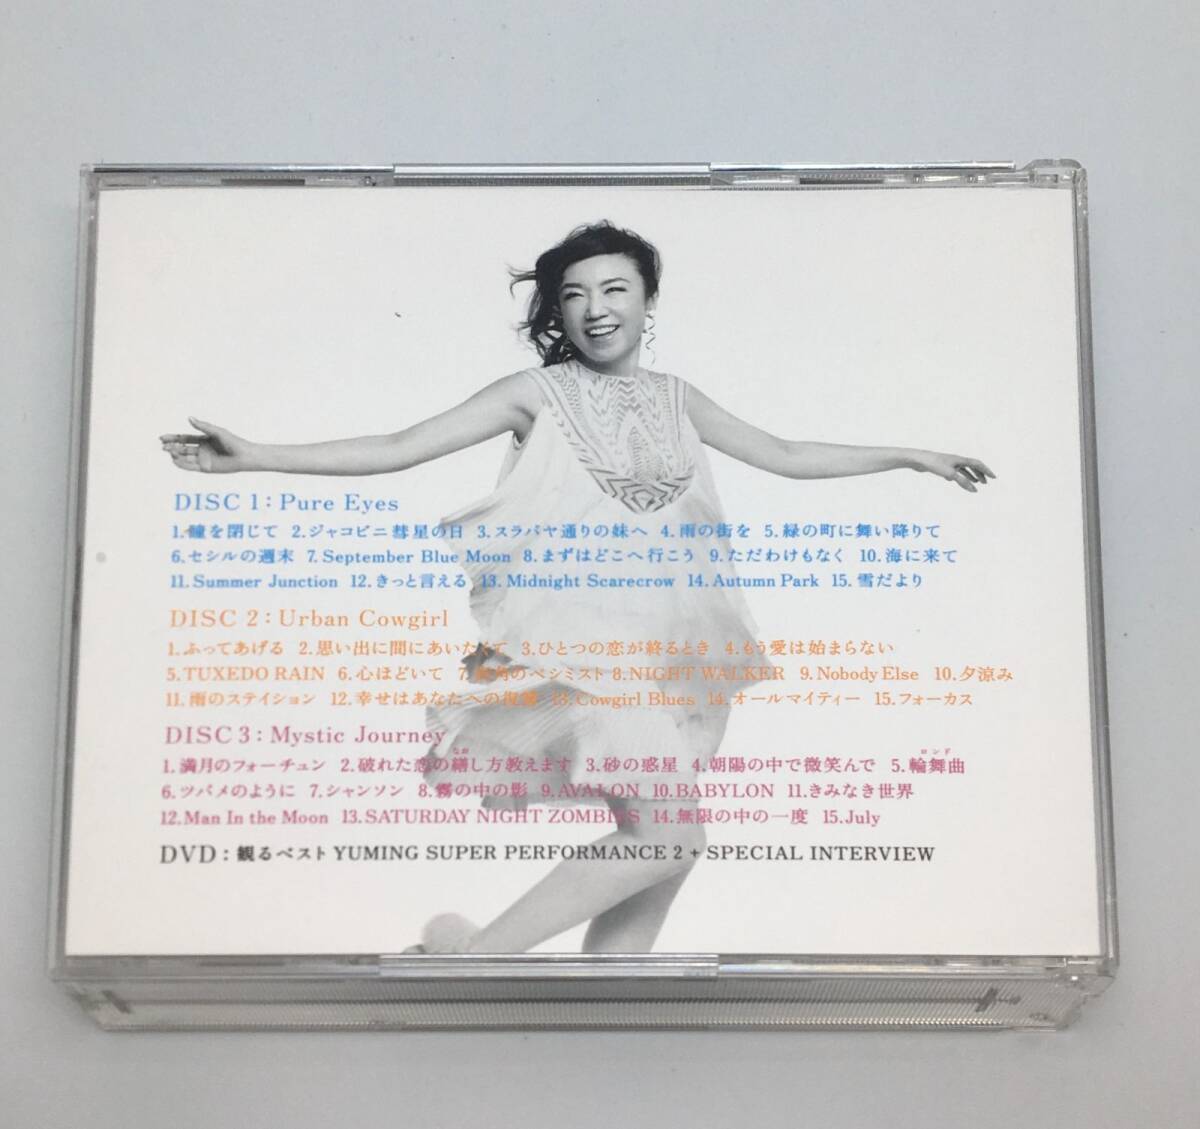 DISC 1 : Pure Eyes
1.瞳を閉じて 2.ジャコビニ彗星の日 3.スラバヤ通りの妹へ 4.雨の街を 5.緑の町に舞い降りて
6.セシルの週末 7.September Blue Moon 8.まずはどこへ行こう 9.ただわけもなく 10.海に来て
11.Summer Junction 12.きっと言える 13.Midnight Scarecrow 14.Autumn Park 15.雪だより
DISC 2 : Urban Cowgirl
1.ふってあげる 2.思い出に間にあいたくて 3.ひとつの恋が終るとき 4.もう愛は始まらない
5.TUXEDO RAIN 6.心ほどいて 7.街角のペシミスト 8.NIGHT WALKER 9.Nobody Else 10.夕涼み
11.雨のステイション 12.幸せはあなたへの復讐 13.Cowgirl Blues 14.オールマイティー 15.フォーカス
DISC 3 : Mystic Journey
なお ロンド
1.満月のフォーチュン 2.破れた恋の繕し方教えます 3.砂の惑星 4.朝陽の中で微笑んで 5.輪舞曲
6.ツバメのように 7.シャンソン 8.霧の中の影 9.AVALON 10.BABYLON 11.きみなき世界
12.Man In the Moon 13.SATURDAY NIGHT ZOMBIES 14.無限の中の一度 15.July
DVD : 観るベスト YUMING SUPER PERFORMANCE 2 + SPECIAL INTERVIEW